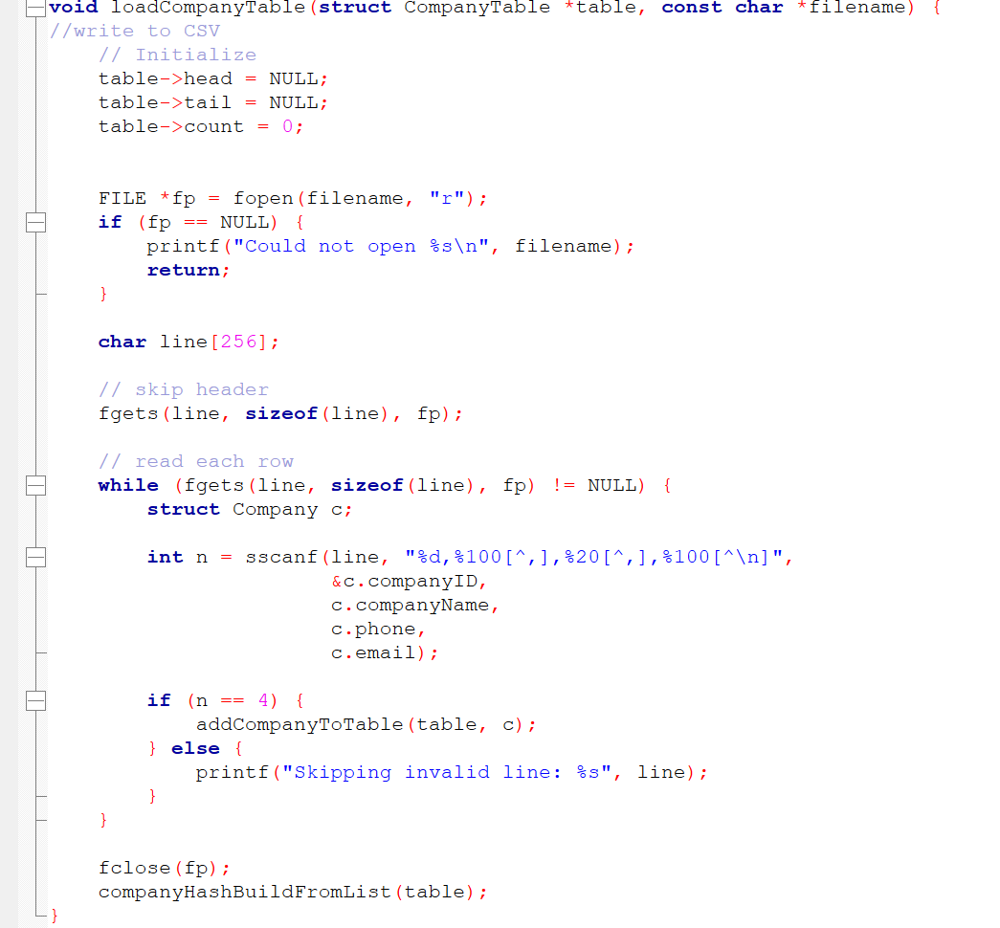 void loadCompanyTable(struct CompanyTable *table, const char *filename) {
//write to CSV
    // Initialize
    table->head = NULL;
    table->tail = NULL;
    table->count = 0;


    FILE *fp = fopen(filename, "r");
    if (fp == NULL) {
        printf("Could not open %s\n", filename);
        return;
    }

    char line[256];

    // skip header
    fgets(line, sizeof(line), fp);

    // read each row
    while (fgets(line, sizeof(line), fp) != NULL) {
        struct Company c;

        int n = sscanf(line, "%d,%100[^,],%20[^,],%100[^\n]",
                       &c.companyID,
                       c.companyName,
                       c.phone,
                       c.email);

        if (n == 4) {
            addCompanyToTable(table, c);
        } else {
            printf("Skipping invalid line: %s", line);
        }
    }

    fclose(fp);
    companyHashBuildFromList(table);
}